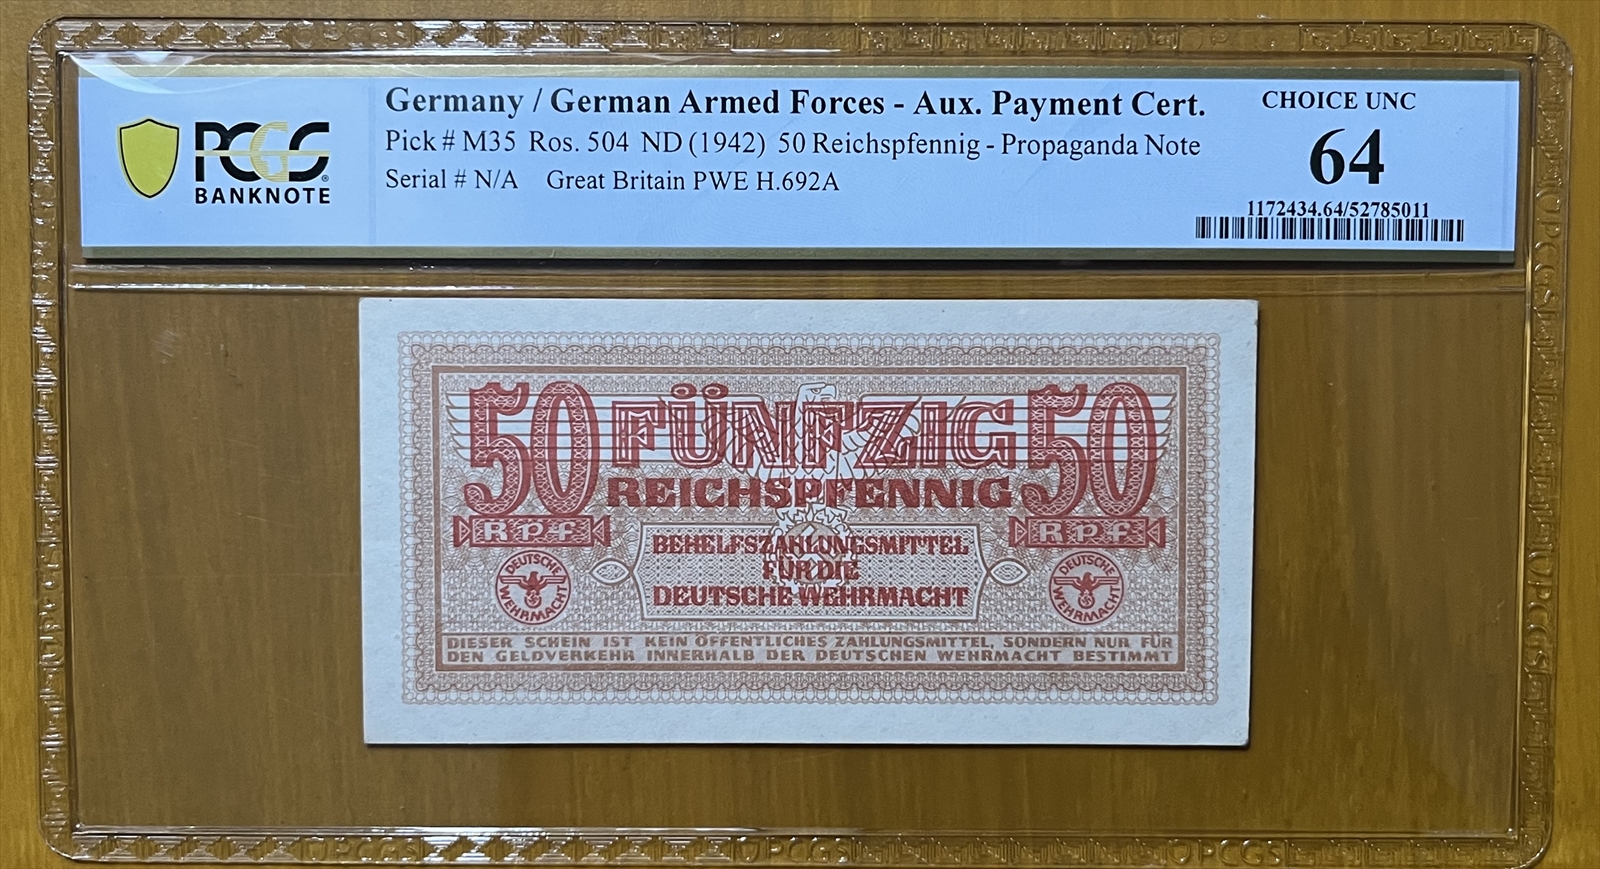 PCGS
BANKNOTE
Germany / German Armed Forces - Aux. Payment Cert.
Pick # M35 Ros. 504 ND (1942) 50 Reichspfennig - Propaganda Note
Serial # N/A Great Britain PWE H.692A
CHOICE UNC
64
1172434.64/52785011
50 FÜNFZIG 50
REICHSPFENNIG
Rpf Rpf
BEHELFSZAHLUNGSMITTEL
FÜR DIE
DEUTSCHE WEHRMACHT
DEUTSCHE WEHRMACHT
DEUTSCHE WEHRMACHT
DIESER SCHEIN IST KEIN ÖFFENTLICHES ZAHLUNGSMITTEL, SONDERN NUR FÜR
DEN GELDVERKEHR INNERHALB DER DEUTSCHEN WEHRMACHT BESTIMMT